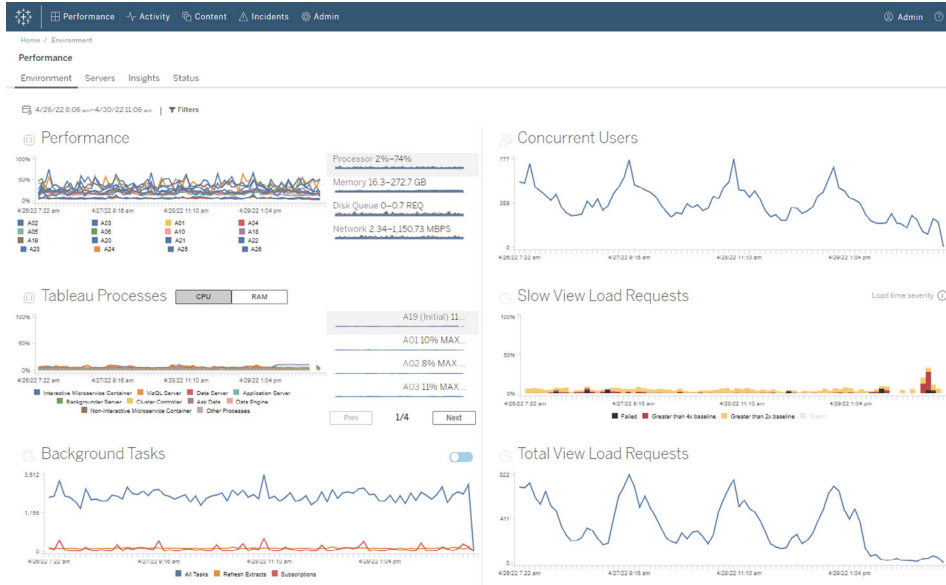 Performance Activity Content Incidents Admin Admin
Home / Environment
Performance
Environment Servers Insights Status
4/26/22 8:06 am–4/30/22 11:06 am | Filters
Performance
100%
50%
0%
4/26/22 7:22 am 4/27/22 9:16 am 4/28/22 11:10 am 4/29/22 1:04 pm
A02 A03 A01 A04
A05 A06 A10 A18
A19 A20 A21 A22
A23 A24 A25 A26
Processor 2%–74%
Memory 16.3–272.7 GB
Disk Queue 0–0.7 REQ
Network 2.34–1,150.73 MBPS
Concurrent Users
777
389
0
4/26/22 7:22 am 4/27/22 9:16 am 4/28/22 11:10 am 4/29/22 1:04 pm
Tableau Processes CPU RAM
100%
50%
0%
4/26/22 7:22 am 4/27/22 9:16 am 4/28/22 11:10 am 4/29/22 1:04 pm
Interactive Microservice Container VizQL Server Data Server Application Server
Backgrounder Server Cluster Controller Ask Data Data Engine
Non-Interactive Microservice Container Other Processes
A19 (Initial) 11...
A01 10% MAX...
A02 8% MAX...
A03 11% MAX...
Prev 1/4 Next
Slow View Load Requests Load time severity
100%
50%
0%
4/26/22 7:22 am 4/27/22 9:16 am 4/28/22 11:10 am 4/29/22 1:04 pm
Failed Greater than 4x baseline Greater than 2x baseline
Background Tasks
3,512
1,756
0
4/26/22 7:22 am 4/27/22 9:16 am 4/28/22 11:10 am 4/29/22 1:04 pm
All Tasks Refresh Extracts Subscriptions
Total View Load Requests
822
411
0
4/26/22 7:22 am 4/27/22 9:16 am 4/28/22 11:10 am 4/29/22 1:04 pm